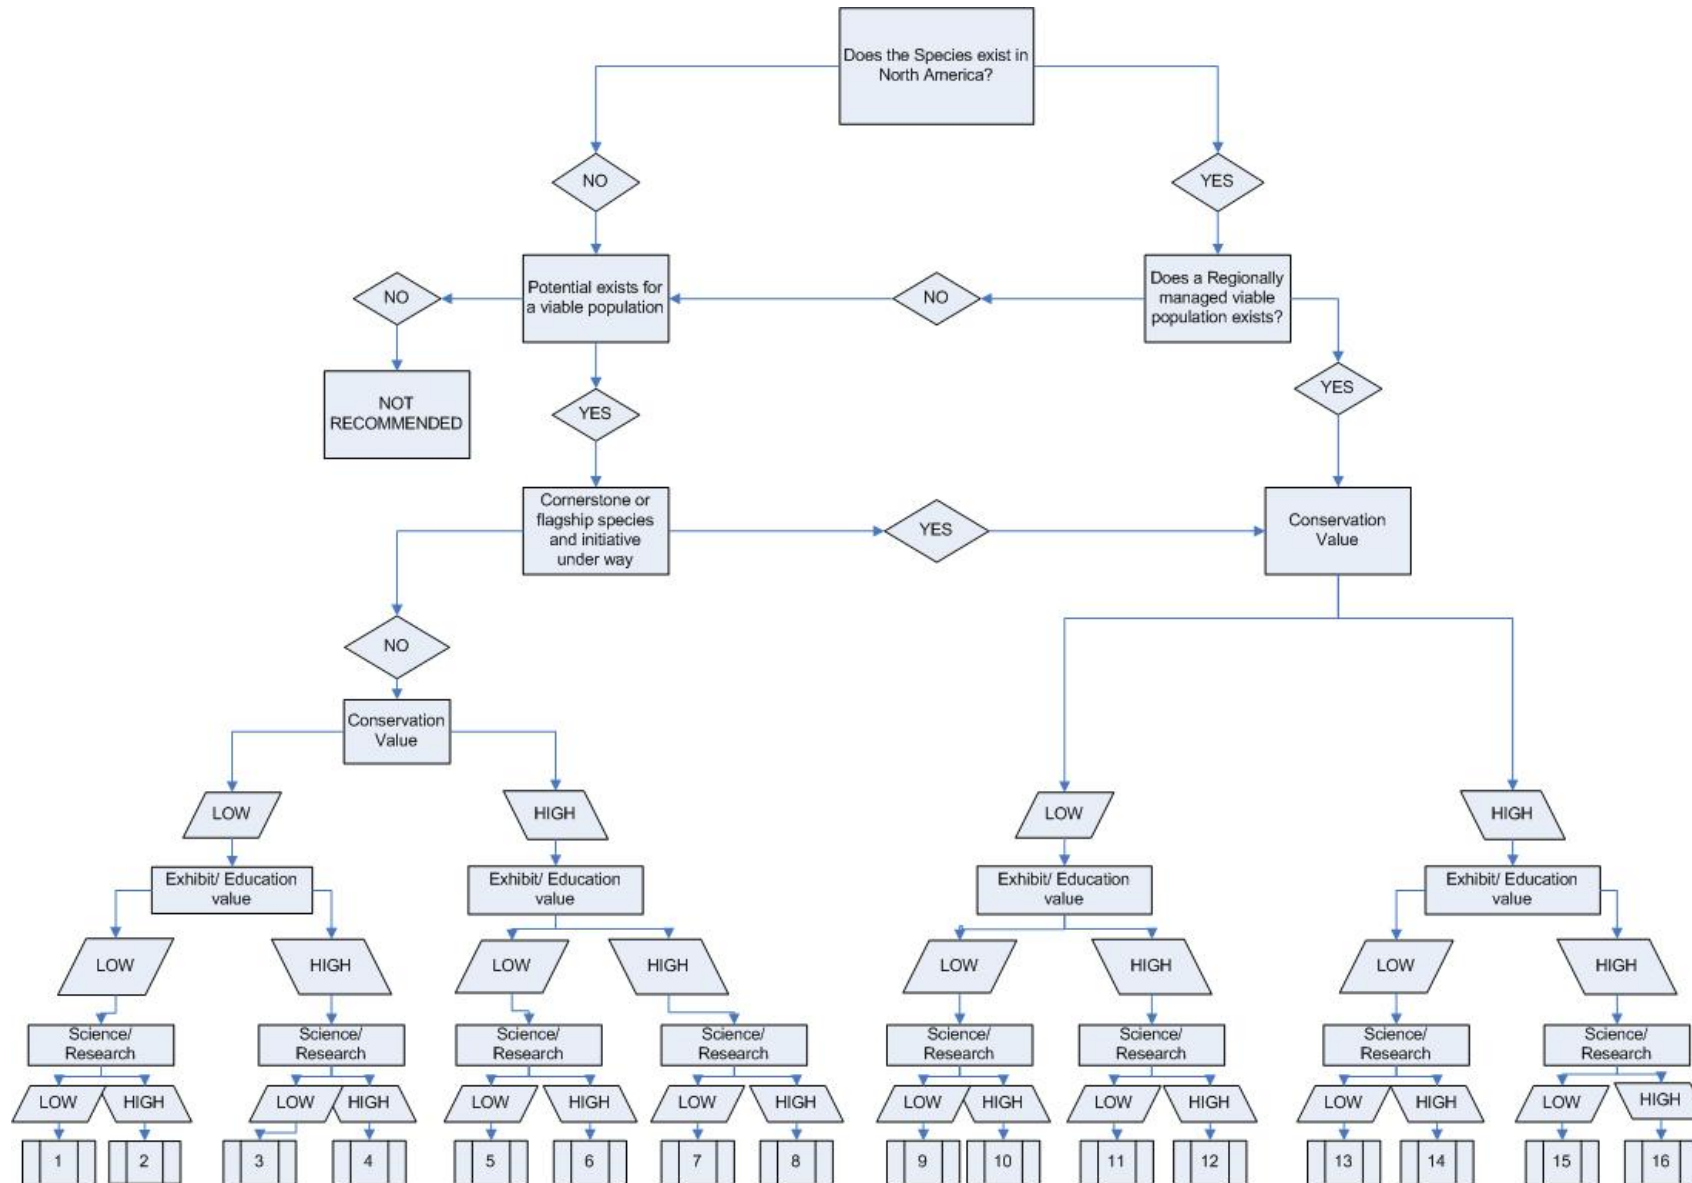 Does the Species exist in
North America?
NO
YES
NO
Potential exists for
a viable population
NO
Does a Regionally
managed viable
population exists?
NOT
RECOMMENDED
YES
YES
Cornerstone or
flagship species
and initiative
under way
YES
Conservation
Value
NO
Conservation
Value
LOW
HIGH
LOW
HIGH
Exhibit/ Education
value
Exhibit/ Education
value
Exhibit/ Education
value
Exhibit/ Education
value
LOW
HIGH
LOW
HIGH
LOW
HIGH
LOW
HIGH
Science/
Research
Science/
Research
Science/
Research
Science/
Research
Science/
Research
Science/
Research
Science/
Research
Science/
Research
LOW
HIGH
LOW
HIGH
LOW
HIGH
LOW
HIGH
LOW
HIGH
LOW
HIGH
LOW
HIGH
LOW
HIGH
1
2
3
4
5
6
7
8
9
10
11
12
13
14
15
16